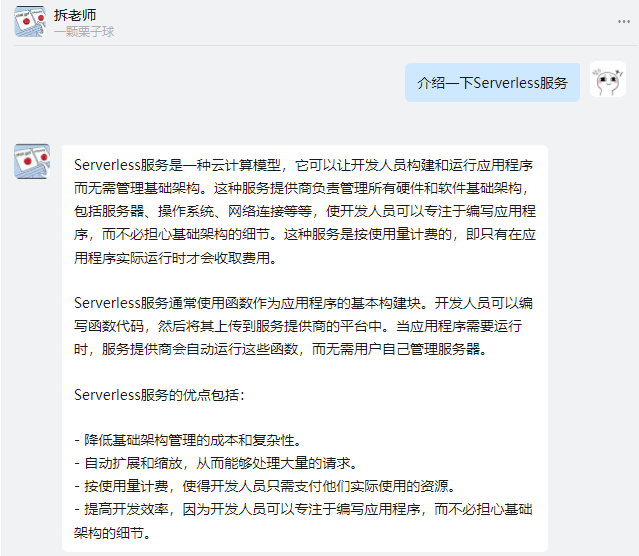 拆老师
一颗栗子球
介绍一下Serverless服务
Serverless服务是一种云计算模型，它可以让开发人员构建和运行应用程序
而无需管理基础架构。这种服务提供商负责管理所有硬件和软件基础架构，
包括服务器、操作系统、网络连接等等，使开发人员可以专注于编写应用程
序，而不必担心基础架构的细节。这种服务是按使用量计费的，即只有在应
用程序实际运行时才会收取费用。
Serverless服务通常使用函数作为应用程序的基本构建块。开发人员可以编
写函数代码，然后将其上传到服务提供商的平台中。当应用程序需要运行
时，服务提供商会自动运行这些函数，而无需用户自己管理服务器。
Serverless服务的优点包括：
- 降低基础架构管理的成本和复杂性。
- 自动扩展和缩放，从而能够处理大量的请求。
- 按使用量计费，使得开发人员只需支付他们实际使用的资源。
- 提高开发效率，因为开发人员可以专注于编写应用程序，而不必担心基础
架构的细节。